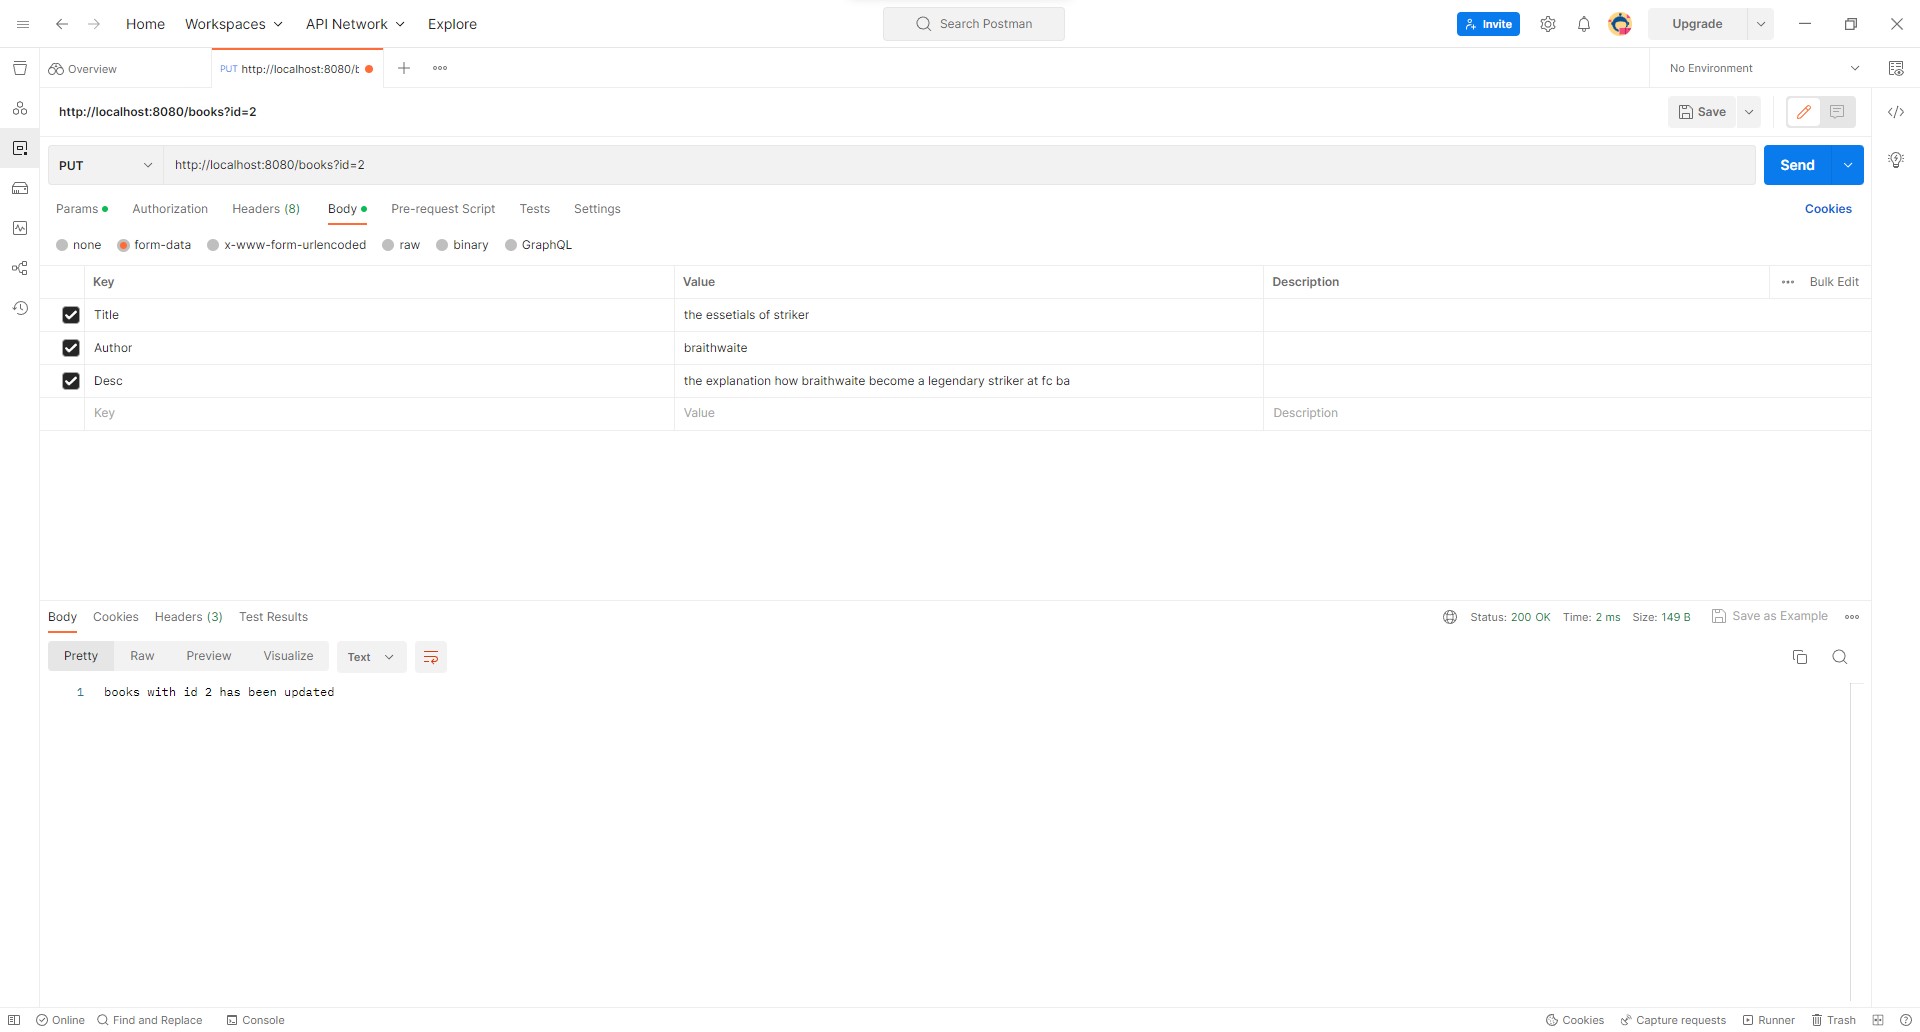 Home Workspaces API Network Explore Search Postman Invite Upgrade
Overview PUT http://localhost:8080/b No Environment
http://localhost:8080/books?id=2 Save
PUT http://localhost:8080/books?id=2 Send
Params Authorization Headers (8) Body Pre-request Script Tests Settings Cookies
none form-data x-www-form-urlencoded raw binary GraphQL
Key Value Description Bulk Edit
Title the essetials of striker
Author braithwaite
Desc the explanation how braithwaite become a legendary striker at fc ba
Key Value Description
Body Cookies Headers (3) Test Results Status: 200 OK Time: 2 ms Size: 149 B Save as Example
Pretty Raw Preview Visualize Text
1 books with id 2 has been updated
Online Find and Replace Console Cookies Capture requests Runner Trash